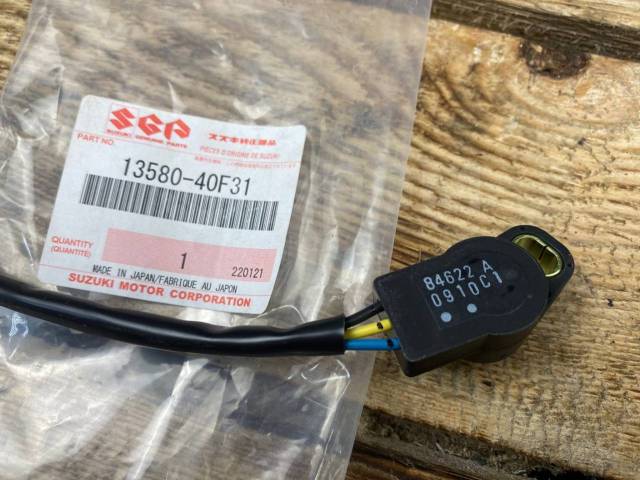 SGP
SUZUKI GENUINE PARTS
スズキ純正部品
PART NO.
PIÈCES D'ORIGINE DE SUZUKI
13580-40F31
QUANTITY
(QUANTITÉ)
1
220121
MADE IN JAPAN/FABRIQUE AU JAPON
SUZUKI MOTOR CORPORATION
84622 A
0910C1